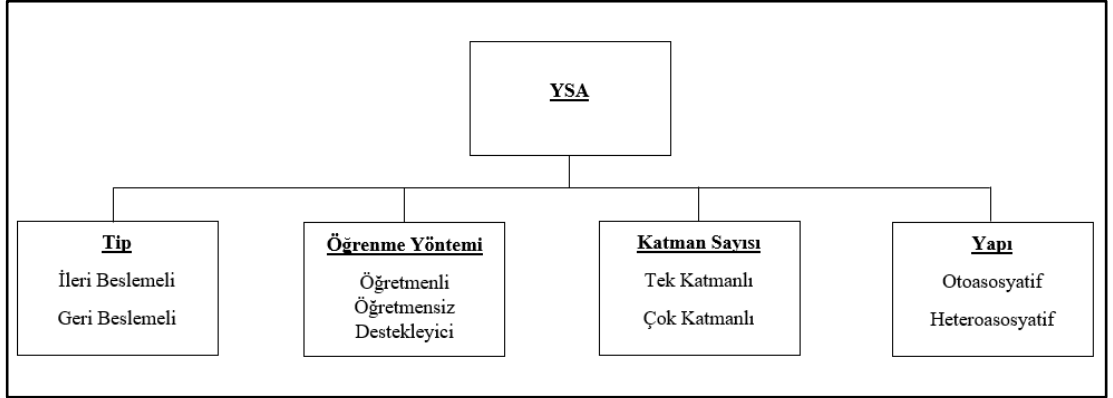 YSA
Tip
İleri Beslemeli
Geri Beslemeli
Öğrenme Yöntemi
Öğretmenli
Öğretmensiz
Destekleyici
Katman Sayısı
Tek Katmanlı
Çok Katmanlı
Yapı
Otoasosyatif
Heteroasosyatif